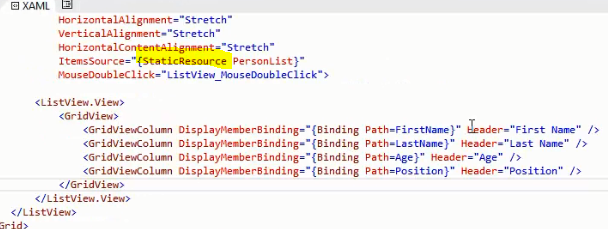 XAML
HorizontalAlignment="Stretch"
VerticalAlignment="Stretch"
HorizontalContentAlignment="Stretch"
ItemsSource="{StaticResource PersonList}"
MouseDoubleClick="ListView_MouseDoubleClick">
<ListView.View>
<GridView>
<GridViewColumn DisplayMemberBinding="{Binding Path=FirstName}" Header="First Name" />
<GridViewColumn DisplayMemberBinding="{Binding Path=LastName}" Header="Last Name" />
<GridViewColumn DisplayMemberBinding="{Binding Path=Age}" Header="Age" />
<GridViewColumn DisplayMemberBinding="{Binding Path=Position}" Header="Position" />
</GridView>
</ListView.View>
</ListView>
Grid>